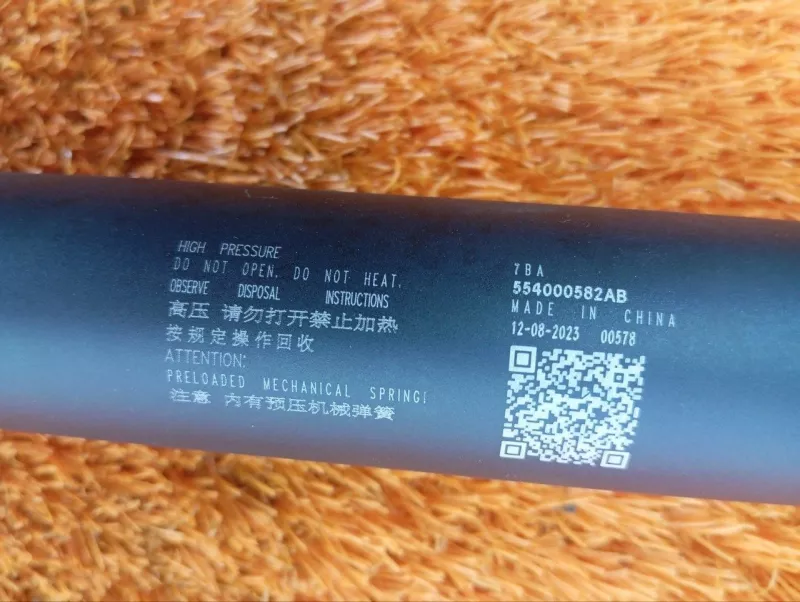 HIGH PRESSURE
DO NOT OPEN. DO NOT HEAT.
OBSERVE DISPOSAL INSTRUCTIONS
高压 请勿打开禁止加热
按规定操作回收
ATTENTION:
PRELOADED MECHANICAL SPRING!
注意 内有预压机械弹簧
7BA
554000582AB
MADE IN CHINA
12-08-2023 00578